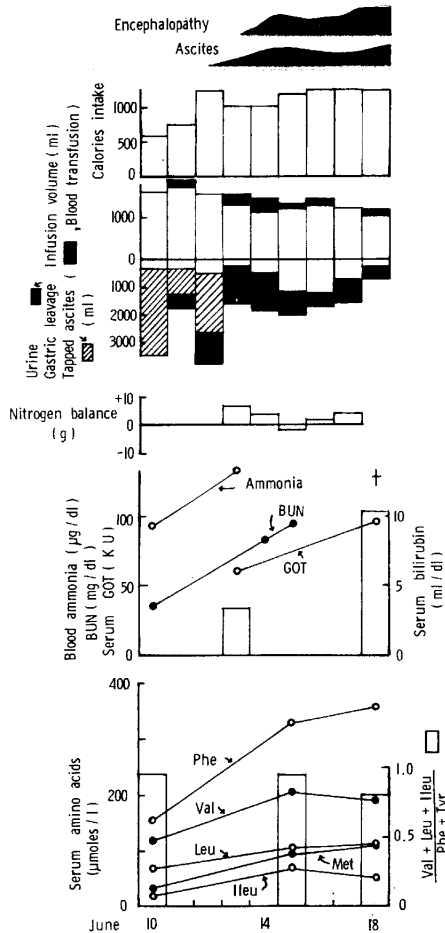 Encephalopathy
Ascites
Calories intake
1000
500
0
Infusion volume (ml)
, Blood transfusion)
1000
0
1000
2000
3000
Urine
Gastric leavage (
Tapped ascites
(ml)
Nitrogen balance
(g)
+10
0
-10
Ammonia
BUN
GOT
†
Blood ammonia (µg/dl)
BUN (mg/dl)
Serum GOT (KU)
100
50
0
Serum bilirubin
(ml/dl)
10
5
0
Phe
Val
Leu
Met
Ileu
Serum amino acids
(µmoles/l)
400
200
0
1.0
0.5
0
Val + Leu + Ileu
Phe + Tyr
June
10
14
18